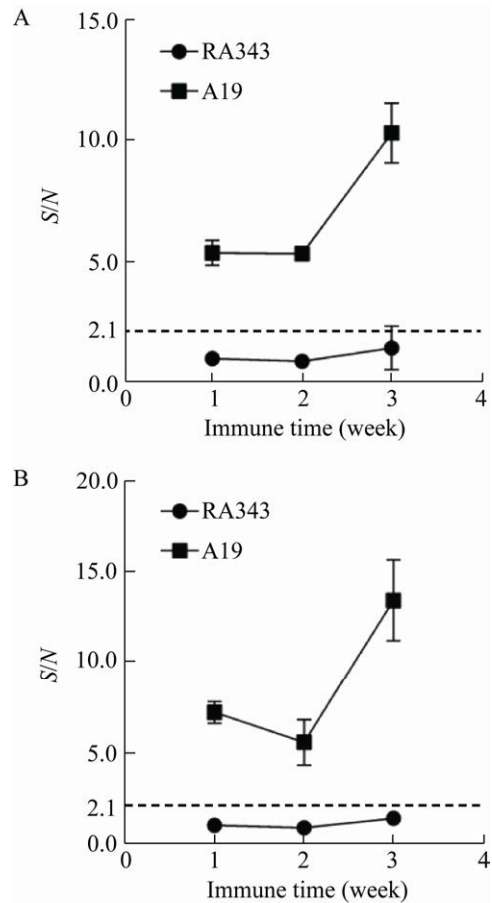 A
15.0
RA343
A19
10.0
S/N
5.0
2.1
0.0
0 1 2 3 4
Immune time (week)
B
20.0
RA343
A19
15.0
S/N
10.0
5.0
2.1
0.0
0 1 2 3 4
Immune time (week)